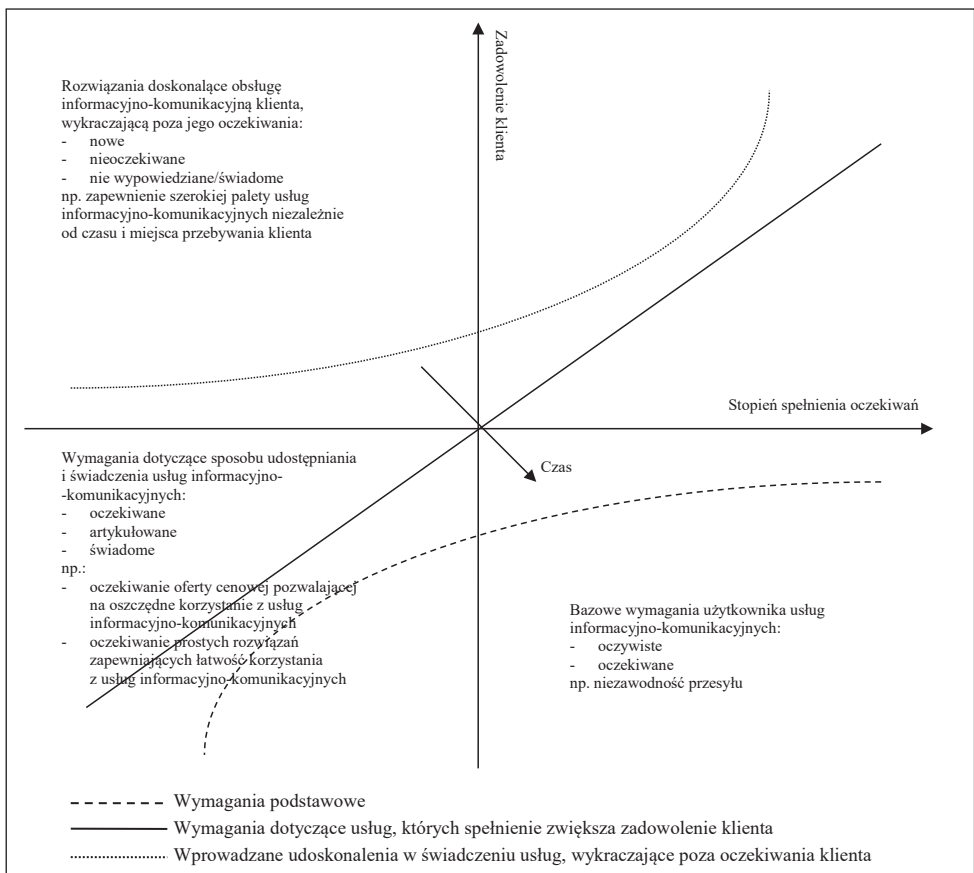 Zadowolenie klienta
Rozwiązania doskonalące obsługę
informacyjno-komunikacyjną klienta,
wykraczającą poza jego oczekiwania:
- nowe
- nieoczekiwane
- nie wypowiedziane/świadome
np. zapewnienie szerokiej palety usług
informacyjno-komunikacyjnych niezależnie
od czasu i miejsca przebywania klienta
Stopień spełnienia oczekiwań
Czas
Wymagania dotyczące sposobu udostępniania
i świadczenia usług informacyjno-
-komunikacyjnych:
- oczekiwane
- artykułowane
- świadome
np.:
- oczekiwanie oferty cenowej pozwalającej
na oszczędne korzystanie z usług
informacyjno-komunikacyjnych
- oczekiwanie prostych rozwiązań
zapewniających łatwość korzystania
z usług informacyjno-komunikacyjnych
Bazowe wymagania użytkownika usług
informacyjno-komunikacyjnych:
- oczywiste
- oczekiwane
np. niezawodność przesyłu
Wymagania podstawowe
Wymagania dotyczące usług, których spełnienie zwiększa zadowolenie klienta
Wprowadzane udoskonalenia w świadczeniu usług, wykraczające poza oczekiwania klienta